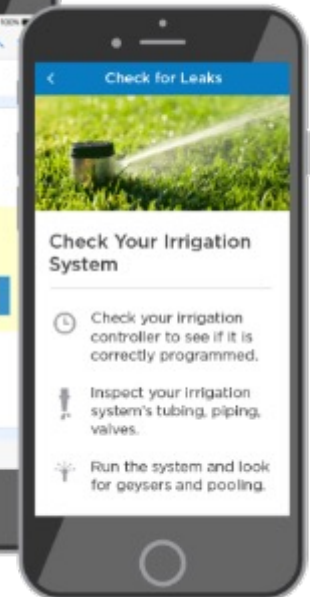 100%
Check for Leaks
Check Your Irrigation
System
Check your irrigation
controller to see if it is
correctly programmed.
Inspect your irrigation
system's tubing, piping,
valves.
Run the system and look
for geysers and pooling.